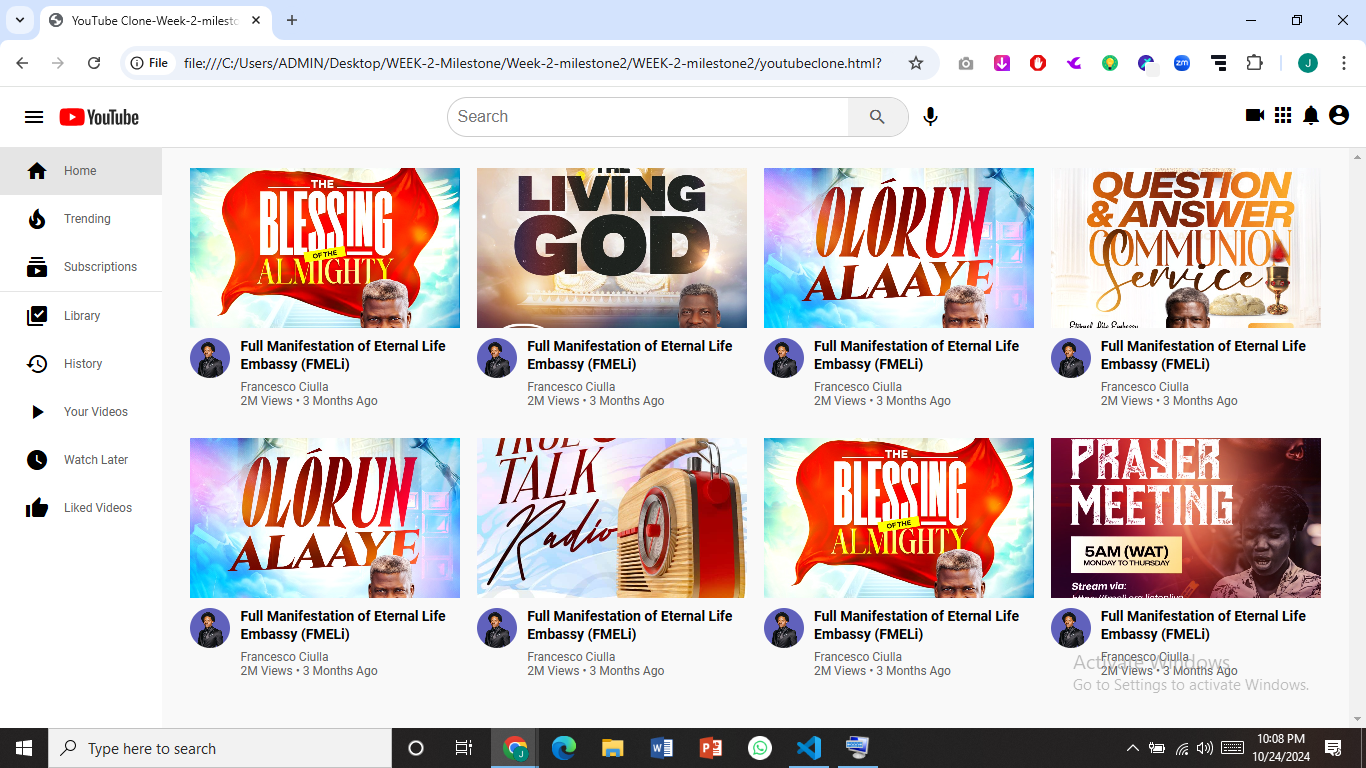 YouTube Clone-Week-2-milesto
File
file:///C:/Users/ADMIN/Desktop/WEEK-2-Milestone/Week-2-milestone2/WEEK-2-milestone2/youtubeclone.html?
J
zm
YouTube
Search
Home
Trending
Subscriptions
Library
History
Your Videos
Watch Later
Liked Videos
THE
BLESSING
OF THE
ALMIGHTY
THE
LIVING
GOD
OLÓRUN
ALAAYE
QUESTION
& ANSWER
COMMUNION
Service
Eternal Life Embassy
Full Manifestation of Eternal Life
Embassy (FMELi)
Francesco Ciulla
2M Views • 3 Months Ago
Full Manifestation of Eternal Life
Embassy (FMELi)
Francesco Ciulla
2M Views • 3 Months Ago
Full Manifestation of Eternal Life
Embassy (FMELi)
Francesco Ciulla
2M Views • 3 Months Ago
Full Manifestation of Eternal Life
Embassy (FMELi)
Francesco Ciulla
2M Views • 3 Months Ago
OLÓRUN
ALAAYE
TRUE
TALK
Radio
THE
BLESSING
OF THE
ALMIGHTY
PRAYER
MEETING
5AM (WAT)
MONDAY TO THURSDAY
Stream via:
Full Manifestation of Eternal Life
Embassy (FMELi)
Francesco Ciulla
2M Views • 3 Months Ago
Full Manifestation of Eternal Life
Embassy (FMELi)
Francesco Ciulla
2M Views • 3 Months Ago
Full Manifestation of Eternal Life
Embassy (FMELi)
Francesco Ciulla
2M Views • 3 Months Ago
Full Manifestation of Eternal Life
Embassy (FMELi)
Francesco Ciulla
2M Views • 3 Months Ago
Activate Windows
Go to Settings to activate Windows.
Type here to search
J
10:08 PM
10/24/2024